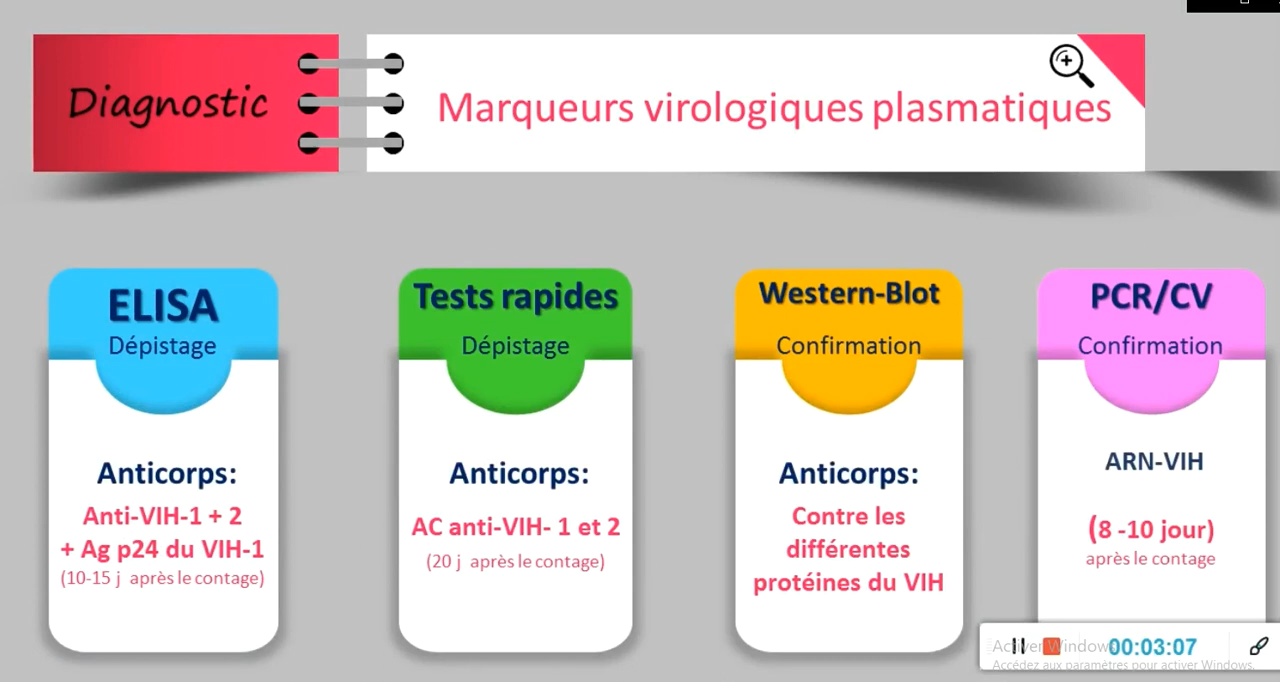 Diagnostic
Marqueurs virologiques plasmatiques
ELISA
Dépistage
Anticorps:
Anti-VIH-1 + 2
+ Ag p24 du VIH-1
(10-15 j après le contage)
Tests rapides
Dépistage
Anticorps:
AC anti-VIH- 1 et 2
(20 j après le contage)
Western-Blot
Confirmation
Anticorps:
Contre les
différentes
protéines du VIH
PCR/CV
Confirmation
ARN-VIH
(8 -10 jour)
après le contage
Activer Windows
00:03:07
Accédez aux paramètres pour activer Windows.